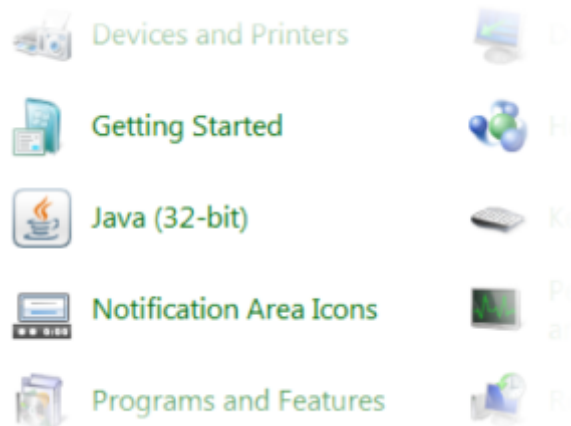 Devices and Printers
Getting Started
Java (32-bit)
Notification Area Icons
Programs and Features